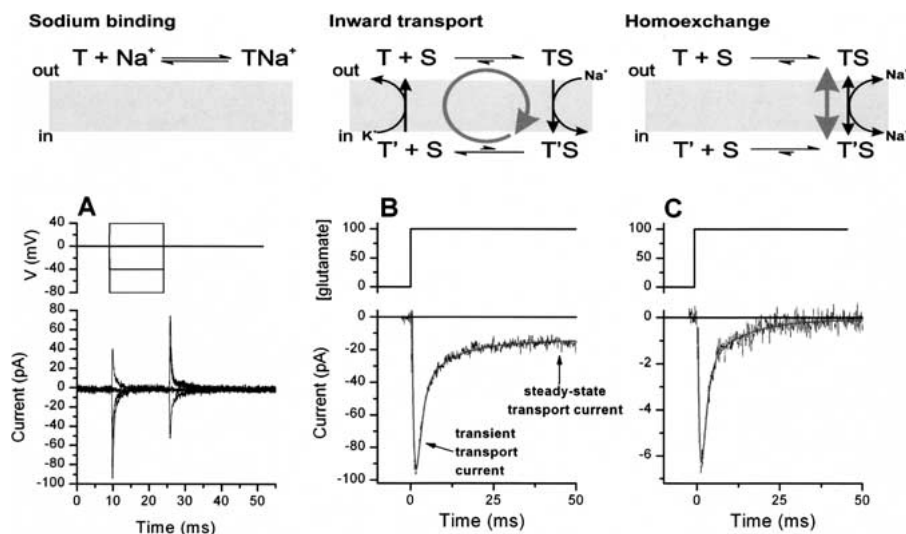 Sodium binding
T + Na⁺ ⇌ TNa⁺
out
in
Inward transport
T + S ⇌ TS
out
Na⁺
in K⁺
T' + S ⇌ T'S
Homoexchange
T + S ⇌ TS
out
Na⁺
in
Na⁺
T' + S ⇌ T'S
A
V (mV)
40
0
-40
-80
Current (pA)
80
60
40
20
0
-20
-40
-60
-80
-100
0 10 20 30 40 50
Time (ms)
B
[glutamate]
100
50
0
Current (pA)
0
-20
-40
-60
-80
-100
steady-state
transport current
transient
transport
current
0 25 50
Time (ms)
C
100
50
0
0
-2
-4
-6
0 25 50
Time (ms)